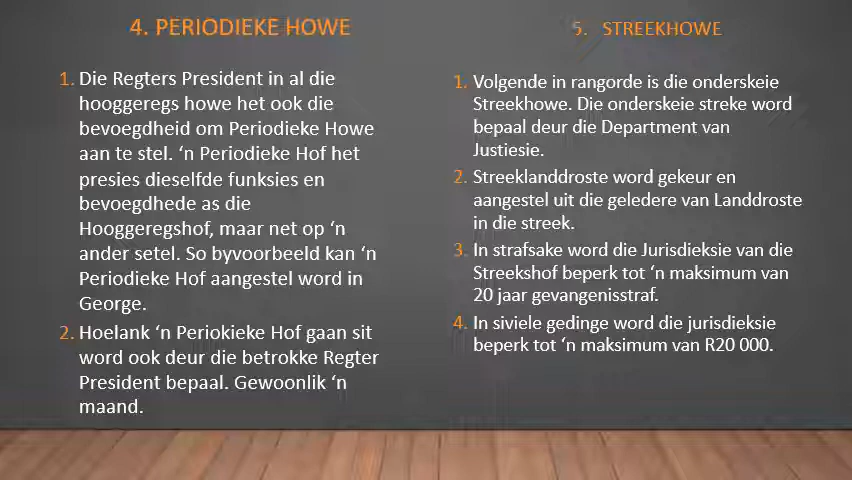 4. PERIODIEKE HOWE
1. Die Regters President in al die
hooggeregs howe het ook die
bevoegdheid om Periodieke Howe
aan te stel. ‘n Periodieke Hof het
presies dieselfde funksies en
bevoegdhede as die
Hooggeregshof, maar net op ‘n
ander setel. So byvoorbeeld kan ‘n
Periodieke Hof aangestel word in
George.
2. Hoelank ‘n Periokieke Hof gaan sit
word ook deur die betrokke Regter
President bepaal. Gewoonlik ‘n
maand.
5. STREEKHOWE
1. Volgende in rangorde is die onderskeie
Streekhowe. Die onderskeie streke word
bepaal deur die Department van
Justiesie.
2. Streeklanddroste word gekeur en
aangestel uit die geledere van Landdroste
in die streek.
3. In strafsake word die Jurisdieksie van die
Streekshof beperk tot ‘n maksimum van
20 jaar gevangenisstraf.
4. In siviele gedinge word die jurisdieksie
beperk tot ‘n maksimum van R20 000.